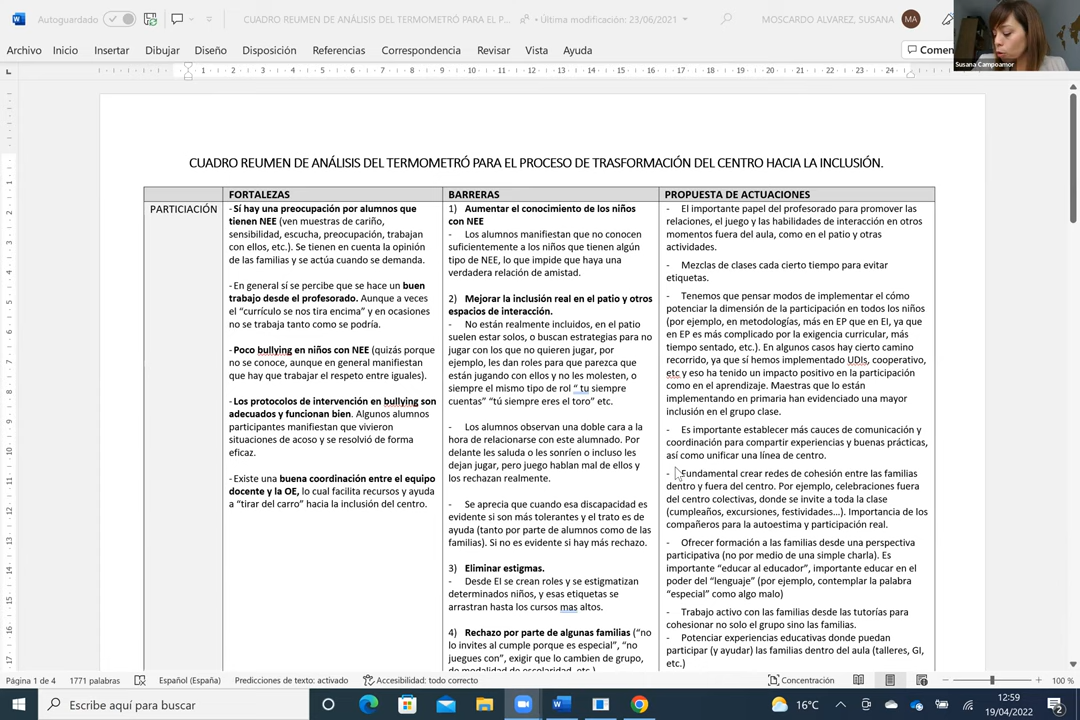 Autoguardado
CUADRO REUMEN DE ANÁLISIS DEL TERMOMETRÓ PARA EL P...
• Última modificación: 23/06/2021
MOSCARDO ALVAREZ, SUSANA
MA
Archivo Inicio Insertar Dibujar Diseño Disposición Referencias Correspondencia Revisar Vista Ayuda
Comen
Susana Campoamor
1 2 3 4 5 6 7 8 9 10 11 12 13 14 15 16 17 18 19 20 21 22 23 24
CUADRO REUMEN DE ANÁLISIS DEL TERMOMETRÓ PARA EL PROCESO DE TRASFORMACIÓN DEL CENTRO HACIA LA INCLUSIÓN.
FORTALEZAS
BARRERAS
PROPUESTA DE ACTUACIONES
PARTICIACIÓN
- Sí hay una preocupación por alumnos que
tienen NEE (ven muestras de cariño,
sensibilidad, escucha, preocupación, trabajan
con ellos, etc.). Se tienen en cuenta la opinión
de las familias y se actúa cuando se demanda.
- En general sí se percibe que se hace un buen
trabajo desde el profesorado. Aunque a veces
el "currículo se nos tira encima" y en ocasiones
no se trabaja tanto como se podría.
- Poco bullying en niños con NEE (quizás porque
no se conoce, aunque en general manifiestan
que hay que trabajar el respeto entre iguales).
- Los protocolos de intervención en bullying son
adecuados y funcionan bien. Algunos alumnos
participantes manifiestan que vivieron
situaciones de acoso y se resolvió de forma
eficaz.
- Existe una buena coordinación entre el equipo
docente y la OE, lo cual facilita recursos y ayuda
a "tirar del carro" hacia la inclusión del centro.
1) Aumentar el conocimiento de los niños
con NEE
- Los alumnos manifiestan que no conocen
suficientemente a los niños que tienen algún
tipo de NEE, lo que impide que haya una
verdadera relación de amistad.
2) Mejorar la inclusión real en el patio y otros
espacios de interacción.
- No están realmente incluidos, en el patio
suelen estar solos, o buscan estrategias para no
jugar con los que no quieren jugar, por
ejemplo, les dan roles para que parezca que
están jugando con ellos y no les molesten, o
siempre el mismo tipo de rol " tu siempre
cuentas" "tú siempre eres el toro" etc.
- Los alumnos observan una doble cara a la
hora de relacionarse con este alumnado. Por
delante les saluda o les sonríen o incluso les
dejan jugar, pero juego hablan mal de ellos y
los rechazan realmente.
- Se aprecia que cuando esa discapacidad es
evidente si son más tolerantes y el trato es de
ayuda (tanto por parte de alumnos como de las
familias). Si no es evidente si hay más rechazo.
3) Eliminar estigmas.
- Desde EI se crean roles y se estigmatizan
determinados niños, y esas etiquetas se
arrastran hasta los cursos mas altos.
4) Rechazo por parte de algunas familias ("no
lo invites al cumple porque es especial", "no
juegues con", exigir que lo cambien de grupo,
de modalidad de escolaridad, etc.)
- El importante papel del profesorado para promover las
relaciones, el juego y las habilidades de interacción en otros
momentos fuera del aula, como en el patio y otras
actividades.
- Mezclas de clases cada cierto tiempo para evitar
etiquetas.
- Tenemos que pensar modos de implementar el cómo
potenciar la dimensión de la participación en todos los niños
(por ejemplo, en metodologías, más en EP que en EI, ya que
en EP es más complicado por la exigencia curricular, más
tiempo sentado, etc.). En algunos casos hay cierto camino
recorrido, ya que sí hemos implementado UDIs, cooperativo,
etc y eso ha tenido un impacto positivo en la participación
como en el aprendizaje. Maestras que lo están
implementando en primaria han evidenciado una mayor
inclusión en el grupo clase.
- Es importante establecer más cauces de comunicación y
coordinación para compartir experiencias y buenas prácticas,
así como unificar una línea de centro.
- Fundamental crear redes de cohesión entre las familias
dentro y fuera del centro. Por ejemplo, celebraciones fuera
del centro colectivas, donde se invite a toda la clase
(cumpleaños, excursiones, festividades...). Importancia de los
compañeros para la autoestima y participación real.
- Ofrecer formación a las familias desde una perspectiva
participativa (no por medio de una simple charla). Es
importante "educar al educador", importante educar en el
poder del "lenguaje" (por ejemplo, contemplar la palabra
"especial" como algo malo)
- Trabajo activo con las familias desde las tutorías para
cohesionar no solo el grupo sino las familias.
- Potenciar experiencias educativas donde puedan
participar (y ayudar) las familias dentro del aula (talleres, GI,
etc.)
Página 1 de 4 1771 palabras Español (España) Predicciones de texto: activado Accesibilidad: todo correcto Concentración 100 %
Escribe aquí para buscar
16°C
12:59
19/04/2022
2